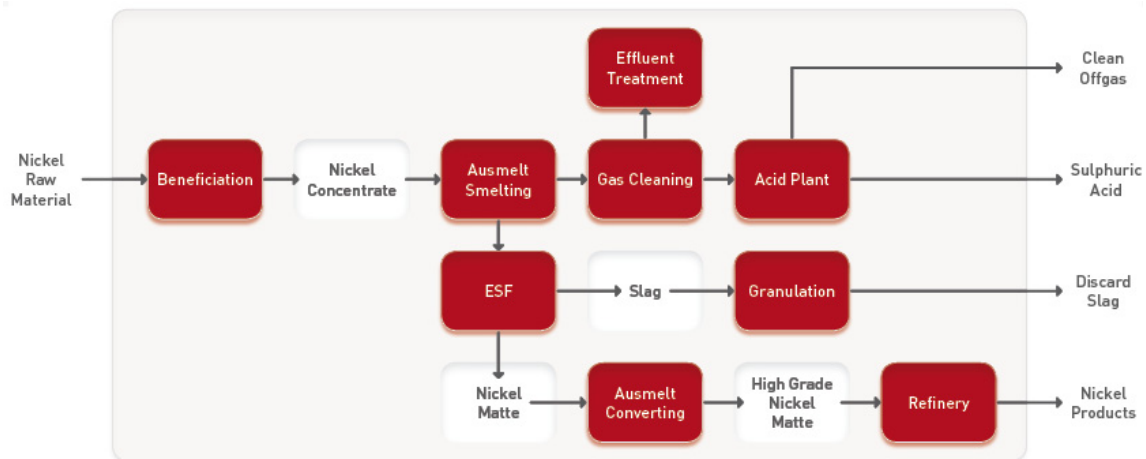 Effluent
Treatment
Clean
Offgas
Nickel
Raw
Material
Beneficiation
Nickel
Concentrate
Ausmelt
Smelting
Gas Cleaning
Acid Plant
Sulphuric
Acid
ESF
Slag
Granulation
Discard
Slag
Nickel
Matte
Ausmelt
Converting
High Grade
Nickel
Matte
Refinery
Nickel
Products